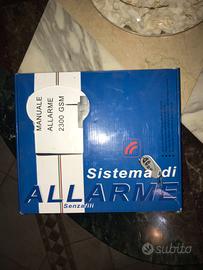 MANUALE
ALLARME
2300 GSM
Sistema di
ALLARME
Senzafili
subito